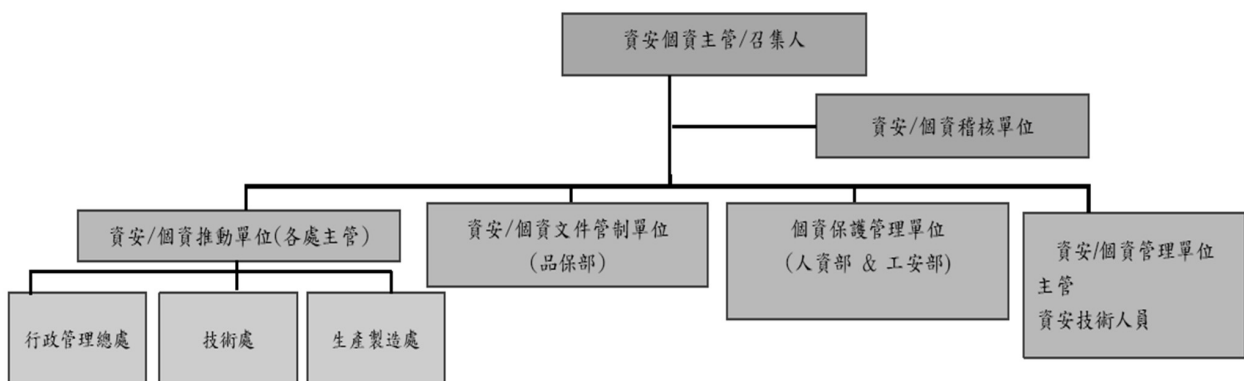 資安個資主管/召集人
資安/個資稽核單位
資安/個資推動單位(各處主管)
資安/個資文件管制單位
(品保部)
個資保護管理單位
(人資部 & 工安部)
資安/個資管理單位
主管
資安技術人員
行政管理總處
技術處
生產製造處